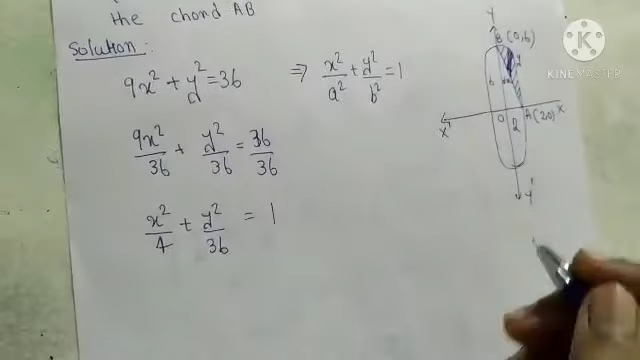 the chord AB
Solution:
9x² + y² = 36 ⇒ x²/a² + y²/b² = 1
9x²/36 + y²/36 = 36/36
x²/4 + y²/36 = 1
Y
B (0,6)
6
X' O 2 A(2,0) X
Y'
K
KINEMASTER